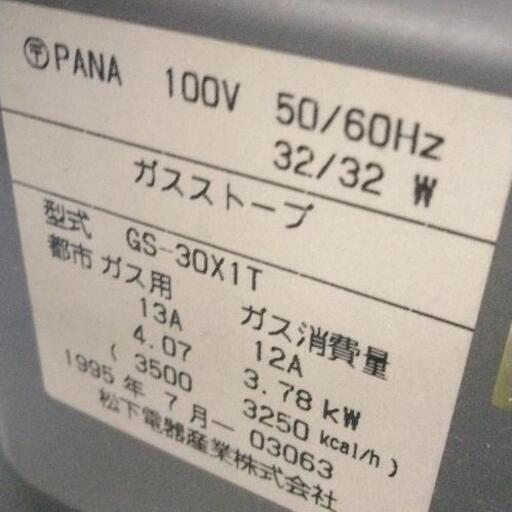 〶PANA 100V 50/60Hz
32/32 W
ガスストーブ
型式 GS-30X1T
都市ガス用 ガス消費量
13A 12A
4.07 3.78 kW
( 3500 3250 kcal/h )
1995年 7月-03063
松下電器産業株式会社